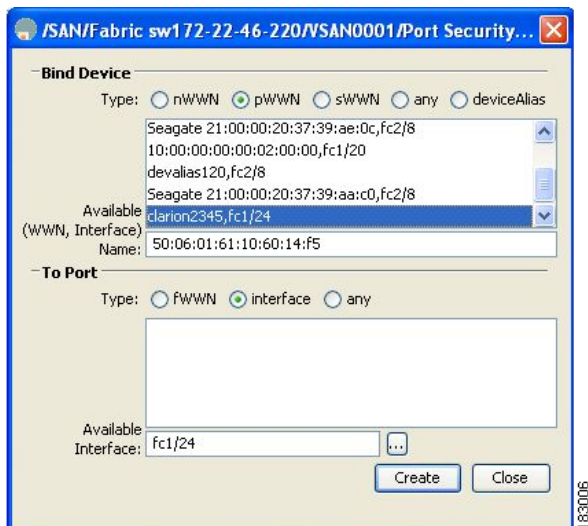 /SAN/Fabric sw172-22-46-220/VSAN0001/Port Security...
Bind Device
Type: nWWN pWWN sWWN any deviceAlias
Seagate 21:00:00:20:37:39:ae:0c,fc2/8
10:00:00:00:00:02:00:00,fc1/20
devalias120,fc2/8
Seagate 21:00:00:20:37:39:aa:c0,fc2/8
Available clarion2345,fc1/24
(WWN, Interface)
Name: 50:06:01:61:10:60:14:f5
To Port
Type: fWWN interface any
Available
Interface: fc1/24 ...
Create Close
83006